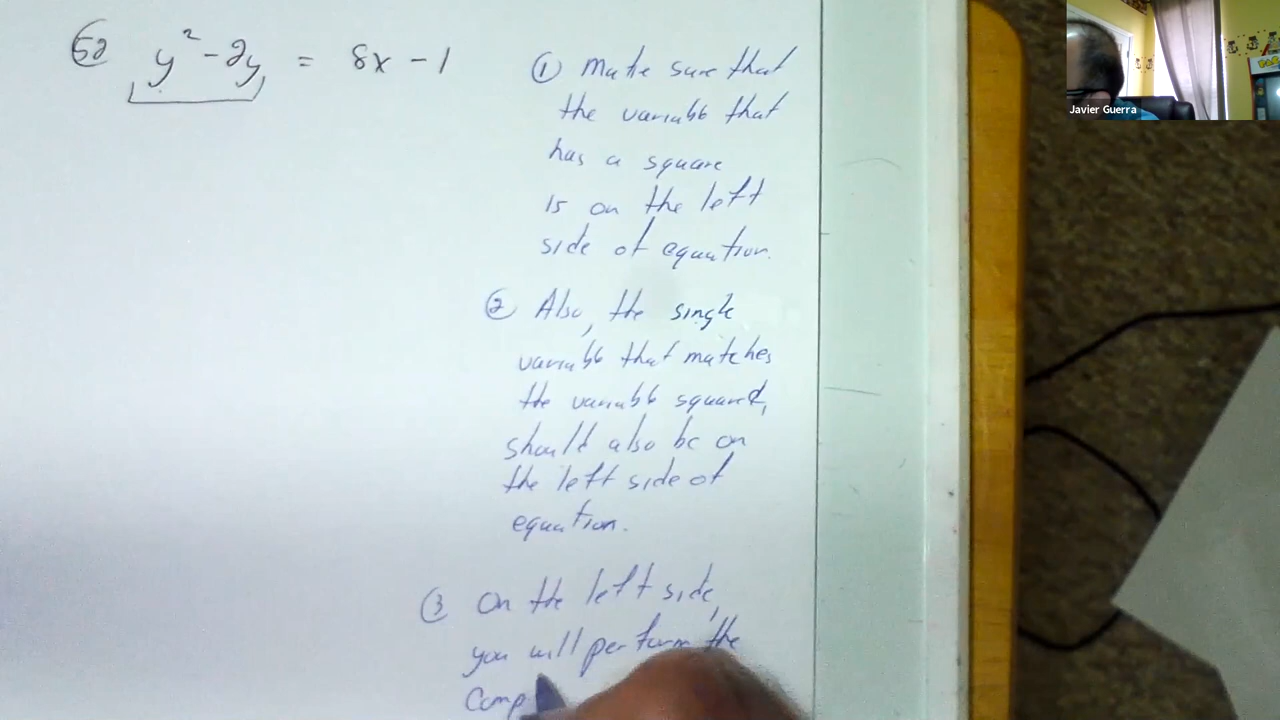 52 y² - 2y = 8x - 1
① Make sure that
the variable that
has a square
is on the left
side of equation.
② Also, the single
variable that matches
the variable squared,
should also be on
the left side of
equation.
③ On the left side,
you will perform the
Comp
Javier Guerra